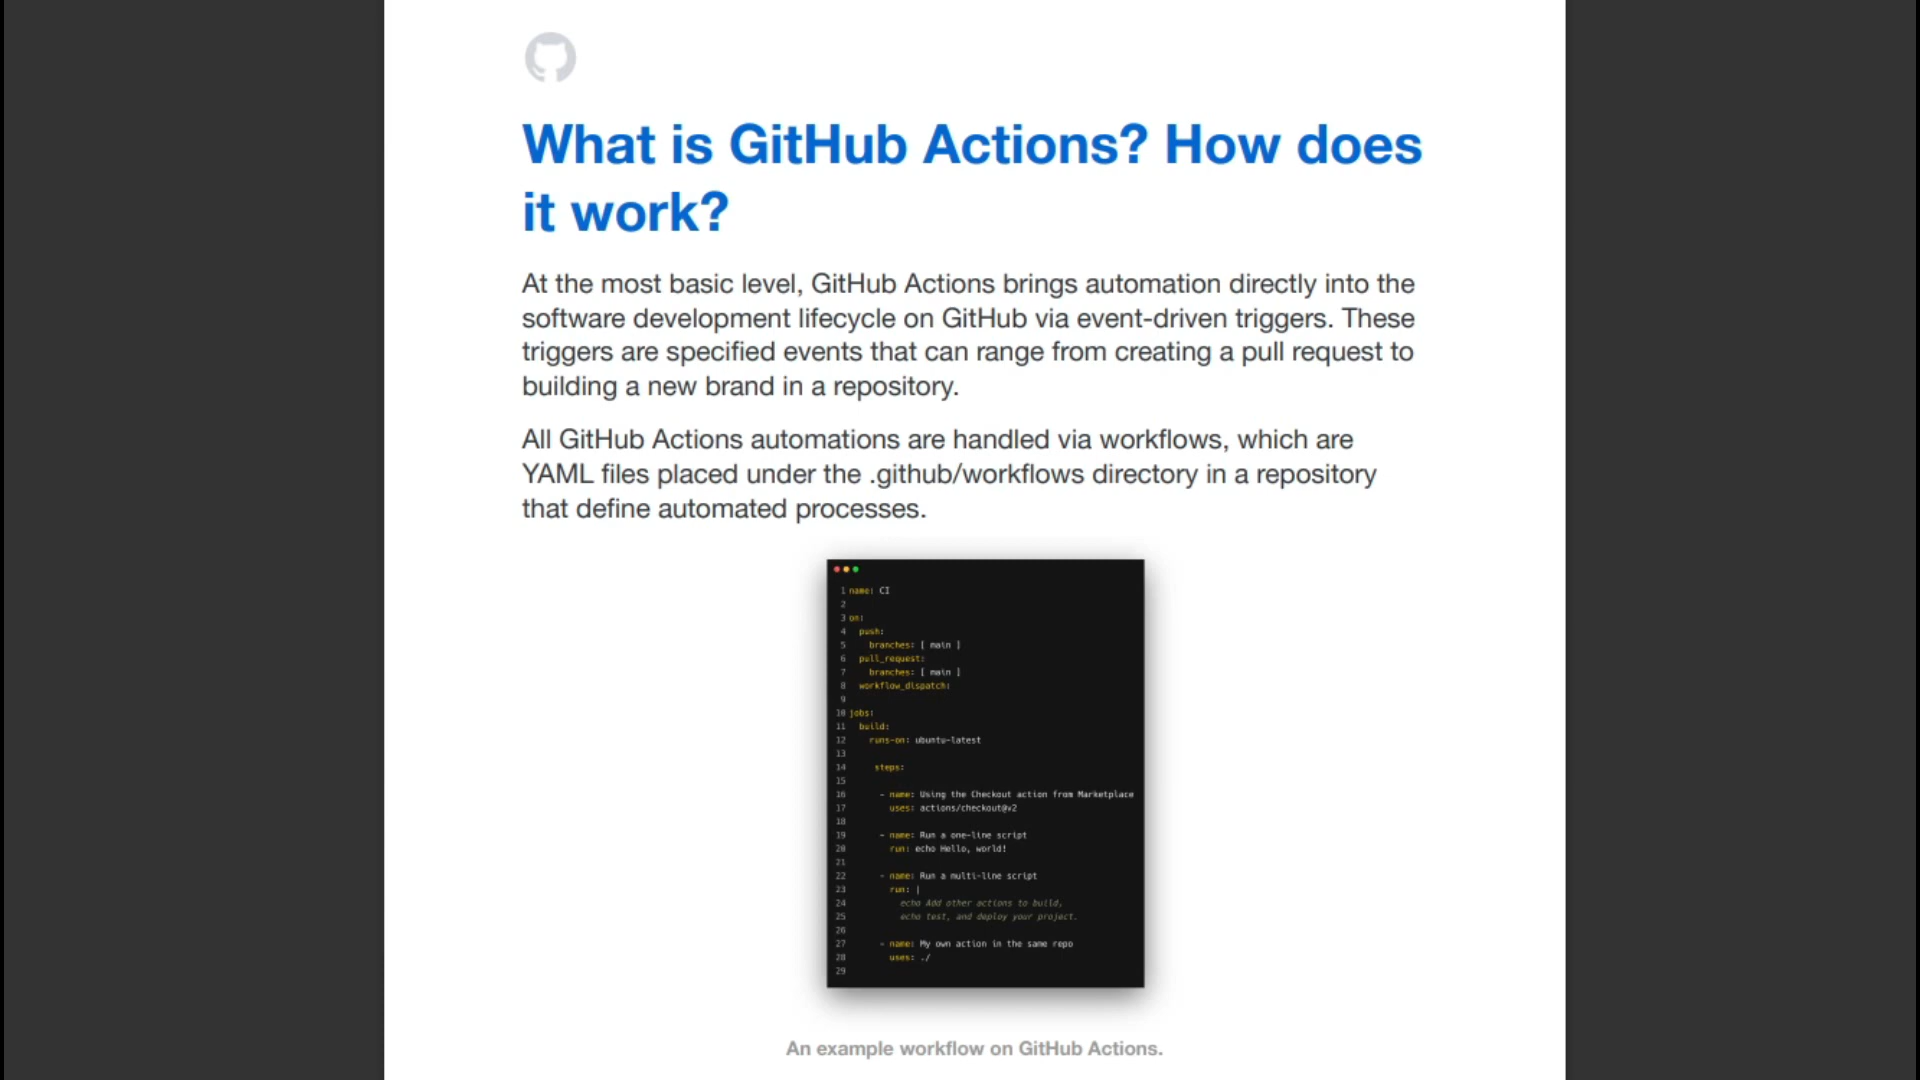 What is GitHub Actions? How does
it work?
At the most basic level, GitHub Actions brings automation directly into the
software development lifecycle on GitHub via event-driven triggers. These
triggers are specified events that can range from creating a pull request to
building a new brand in a repository.
All GitHub Actions automations are handled via workflows, which are
YAML files placed under the .github/workflows directory in a repository
that define automated processes.
1 name: CI
2
3 on:
4 push:
5 branches: [ main ]
6 pull_request:
7 branches: [ main ]
8 workflow_dispatch:
9
10 jobs:
11 build:
12 runs-on: ubuntu-latest
13
14 steps:
15
16 - name: Using the Checkout action from Marketplace
17 uses: actions/checkout@v2
18
19 - name: Run a one-line script
20 run: echo Hello, world!
21
22 - name: Run a multi-line script
23 run: |
24 echo Add other actions to build,
25 echo test, and deploy your project.
26
27 - name: My own action in the same repo
28 uses: ./
29
An example workflow on GitHub Actions.